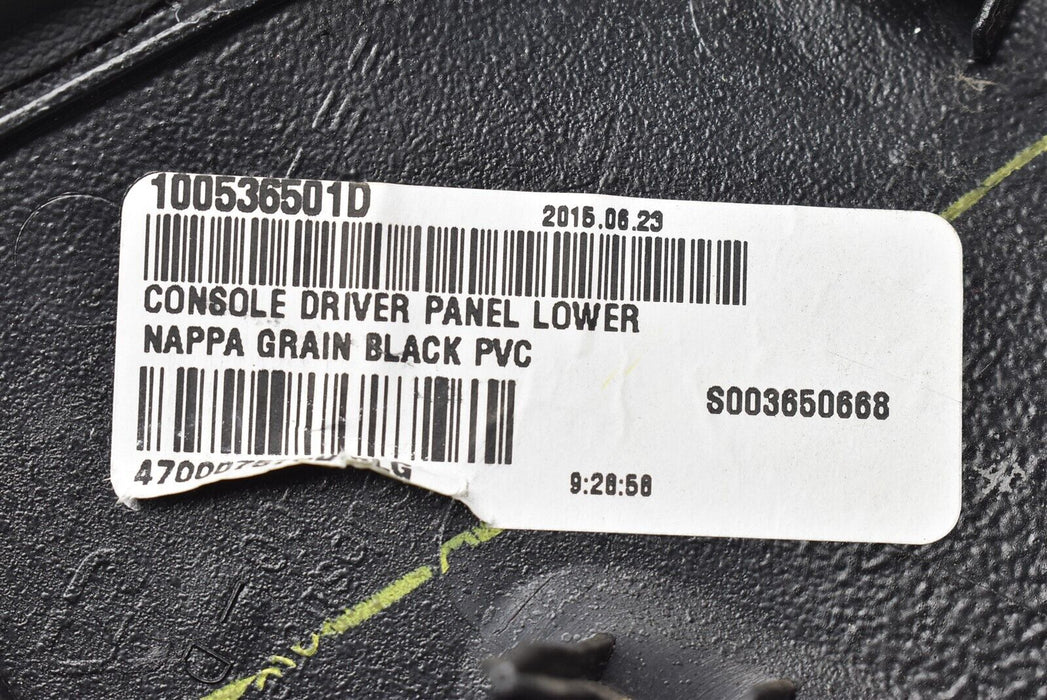 100536501D
2015.06.23
CONSOLE DRIVER PANEL LOWER
NAPPA GRAIN BLACK PVC
S003650668
9:26:56